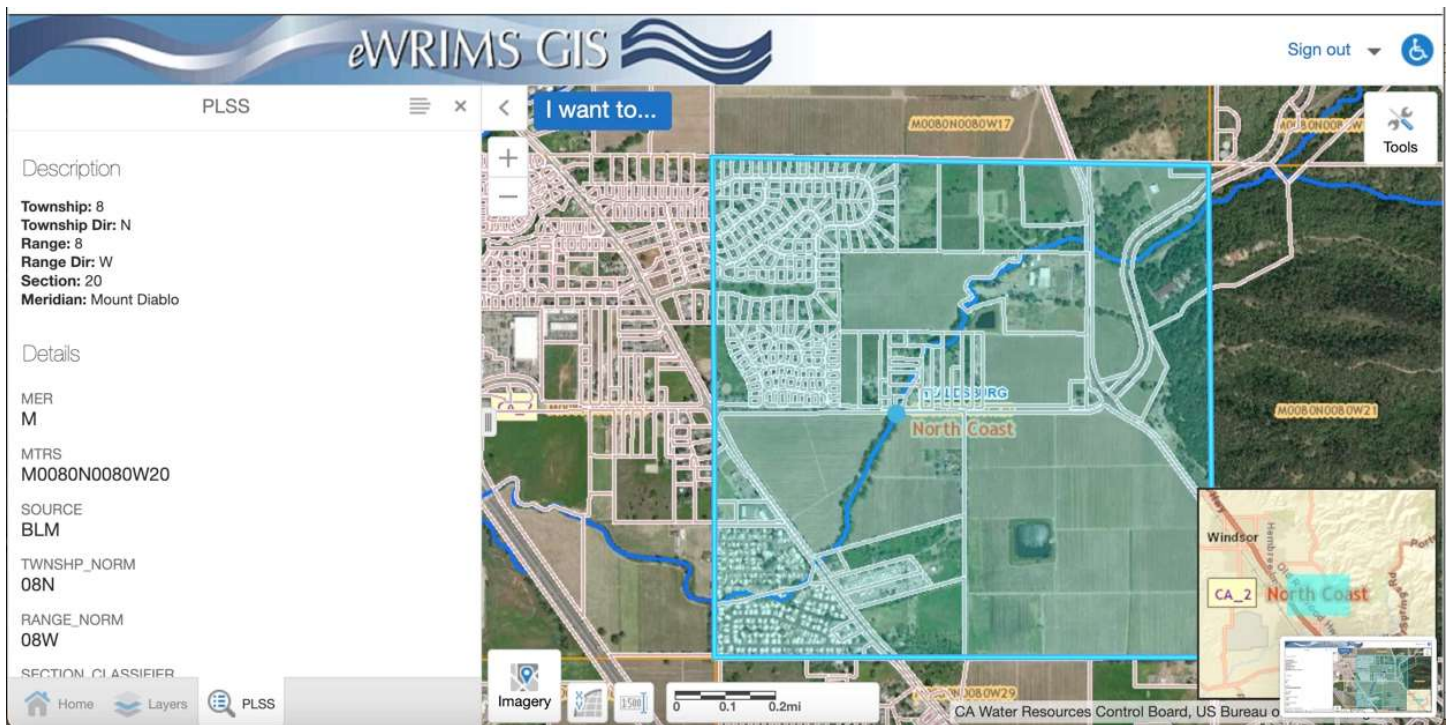 eWRIMS GIS
Sign out
PLSS
I want to...
Tools
Description
Township: 8
Township Dir: N
Range: 8
Range Dir: W
Section: 20
Meridian: Mount Diablo
Details
MER
M
MTRS
M0080N0080W20
SOURCE
BLM
TWNSHP_NORM
08N
RANGE_NORM
08W
SECTION_CLASSIFIER
Home
Layers
PLSS
M0080N0080W17
M0080N0080W21
North Coast
Windsor
CA_2
North Coast
Imagery
0 0.1 0.2mi
CA Water Resources Control Board, US Bureau o